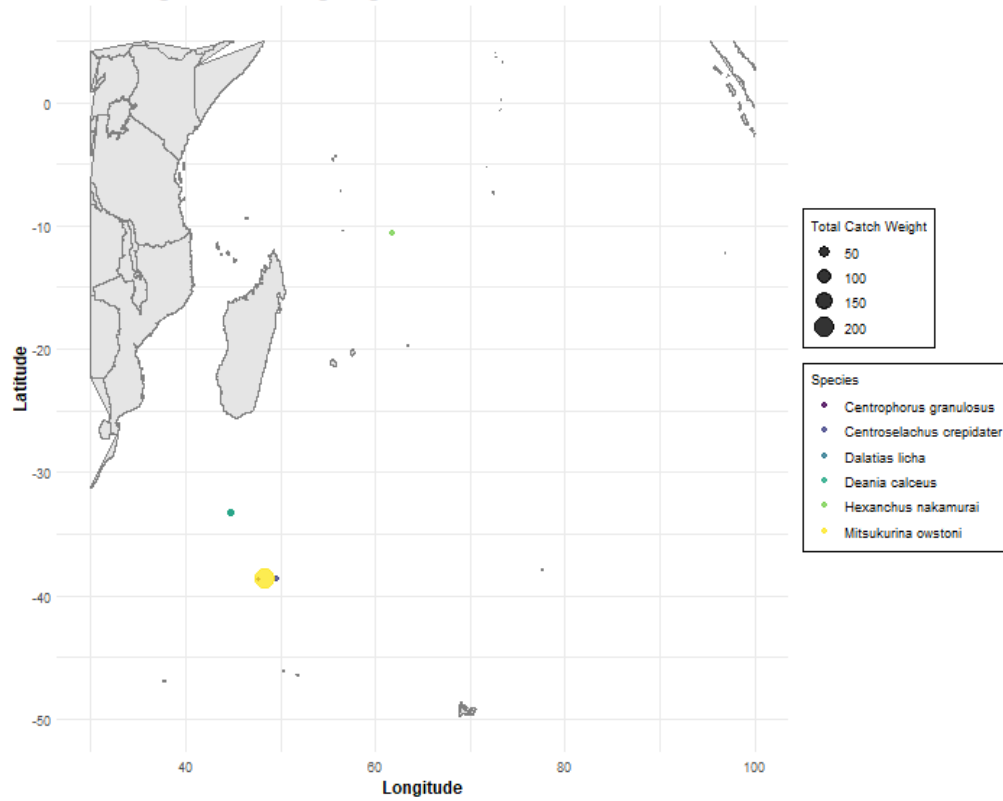 0
-10
-20
-30
-40
-50
Latitude
40
60
80
100
Longitude
Total Catch Weight
50
100
150
200
Species
Centrophorus granulosus
Centroselachus crepidater
Dalatias licha
Deania calceus
Hexanchus nakamurai
Mitsukurina owstoni